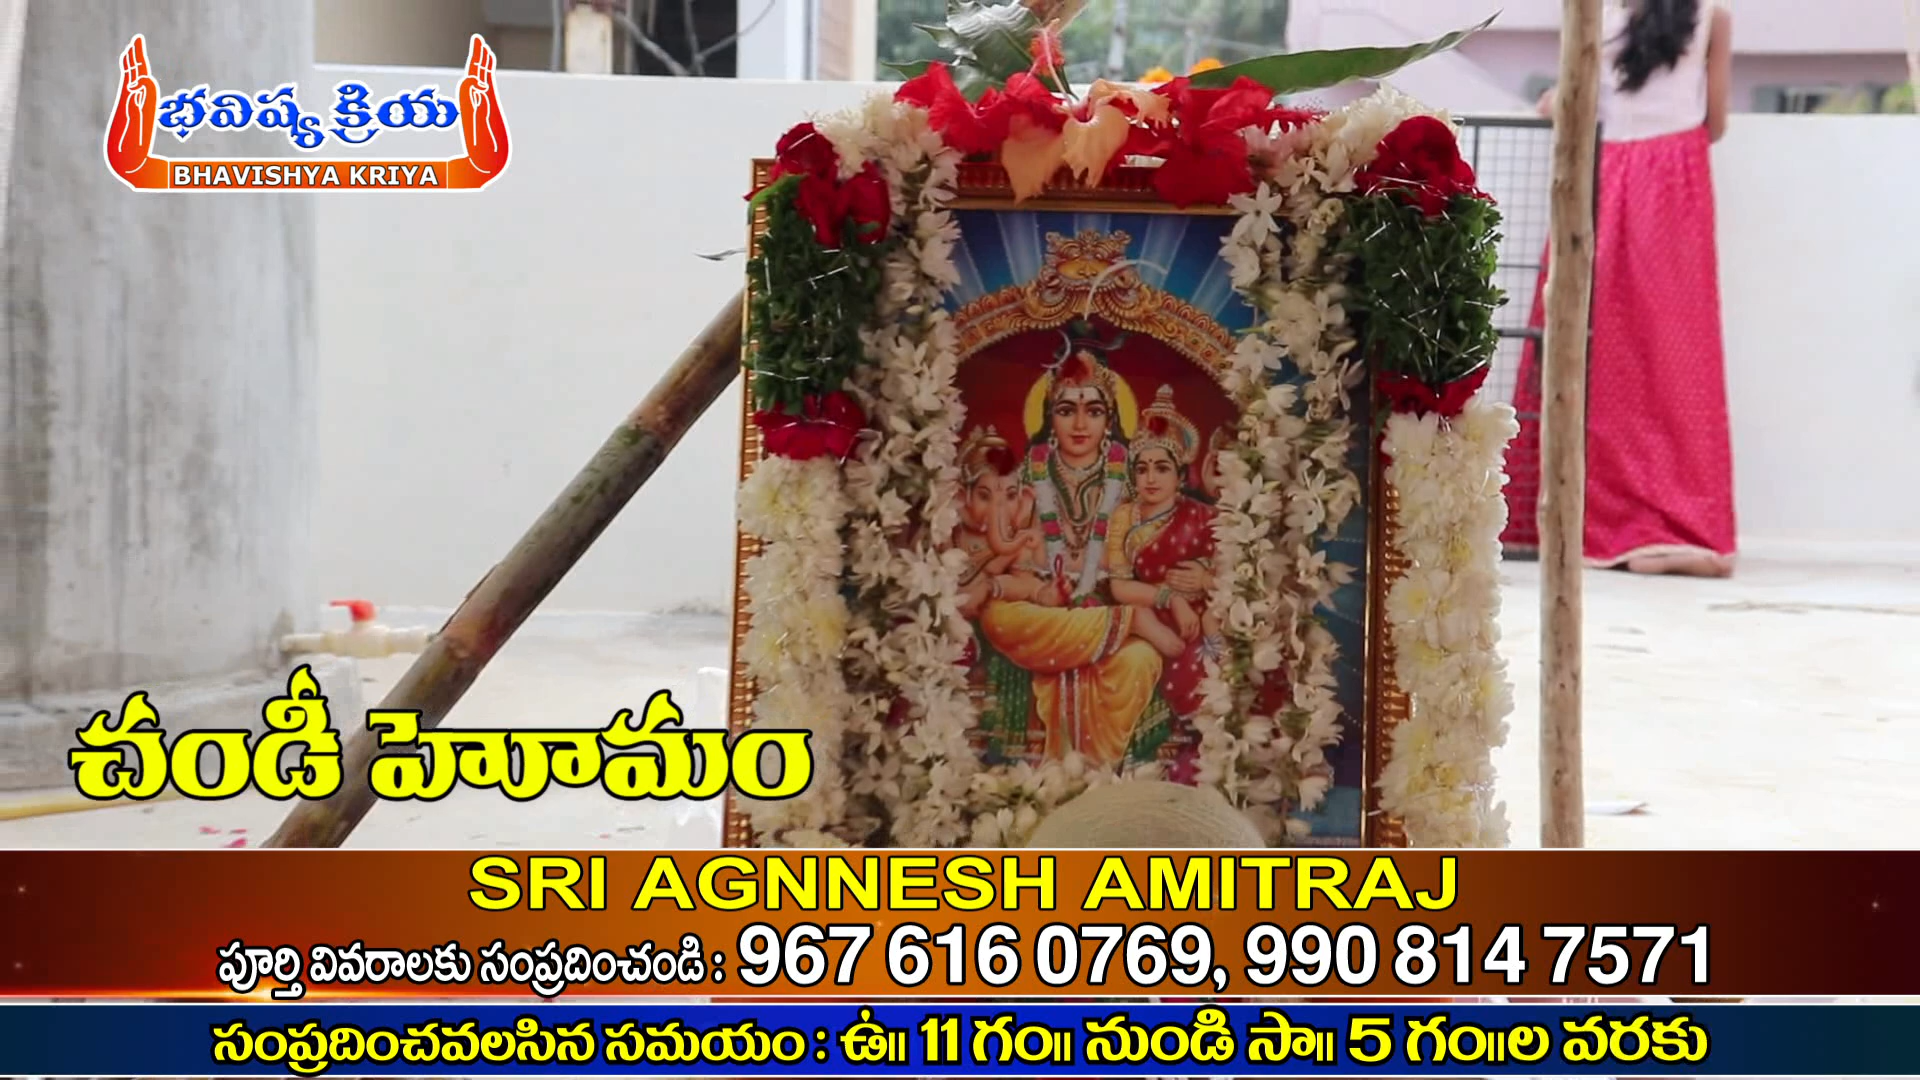 భవిష్య క్రియ
BHAVISHYA KRIYA
చండీ హోమం
SRI AGNNESH AMITRAJ
పూర్తి వివరాలకు సంప్రదించండి : 967 616 0769, 990 814 7571
సంప్రదించవలసిన సమయం : ఉ॥ 11 గం॥ నుండి సా॥ 5 గం॥ల వరకు